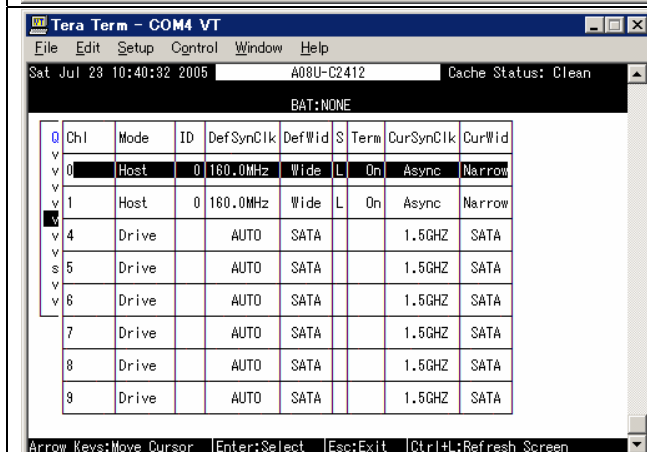 Tera Term - COM4 VT
File Edit Setup Control Window Help
Sat Jul 23 10:40:32 2005 A08U-C2412 Cache Status: Clean
BAT:NONE
Q Chl Mode ID DefSynClk DefWid S Term CurSynClk CurWid
v
v 0 Host 0 160.0MHz Wide L On Async Narrow
v
v 1 Host 0 160.0MHz Wide L On Async Narrow
v
v 4 Drive AUTO SATA 1.5GHZ SATA
v
s 5 Drive AUTO SATA 1.5GHZ SATA
v
v 6 Drive AUTO SATA 1.5GHZ SATA
7 Drive AUTO SATA 1.5GHZ SATA
8 Drive AUTO SATA 1.5GHZ SATA
9 Drive AUTO SATA 1.5GHZ SATA
Arrow Keys:Move Cursor |Enter:Select |Esc:Exit |Ctrl+L:Refresh Screen